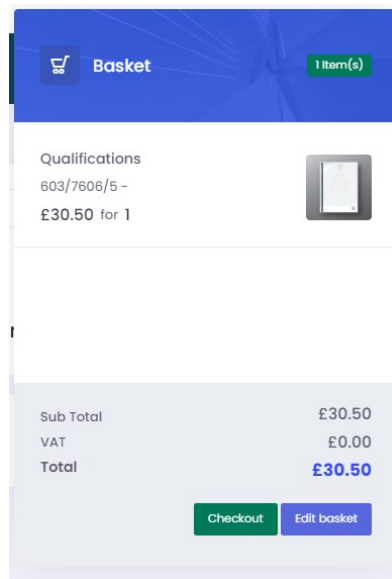 Basket
1 Item(s)
Qualifications
603/7606/5 -
£30.50 for 1
Sub Total £30.50
VAT £0.00
Total £30.50
Checkout Edit basket